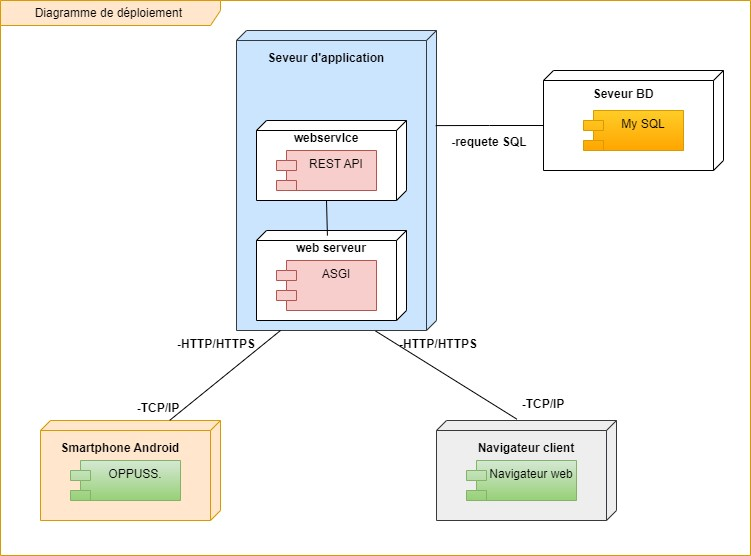 Diagramme de déploiement
Seveur d'application
Seveur BD
My SQL
webservIce
REST API
-requete SQL
web serveur
ASGI
-HTTP/HTTPS
-HTTP/HTTPS
-TCP/IP
-TCP/IP
Smartphone Android
OPPUSS.
Navigateur client
Navigateur web